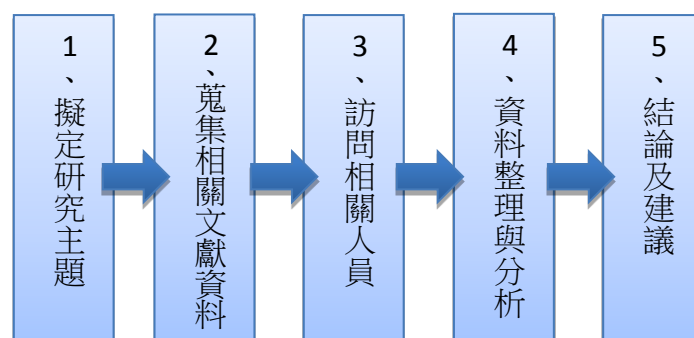 1、擬定研究主題
2、蒐集相關文獻資料
3、訪問相關人員
4、資料整理與分析
5、結論及建議